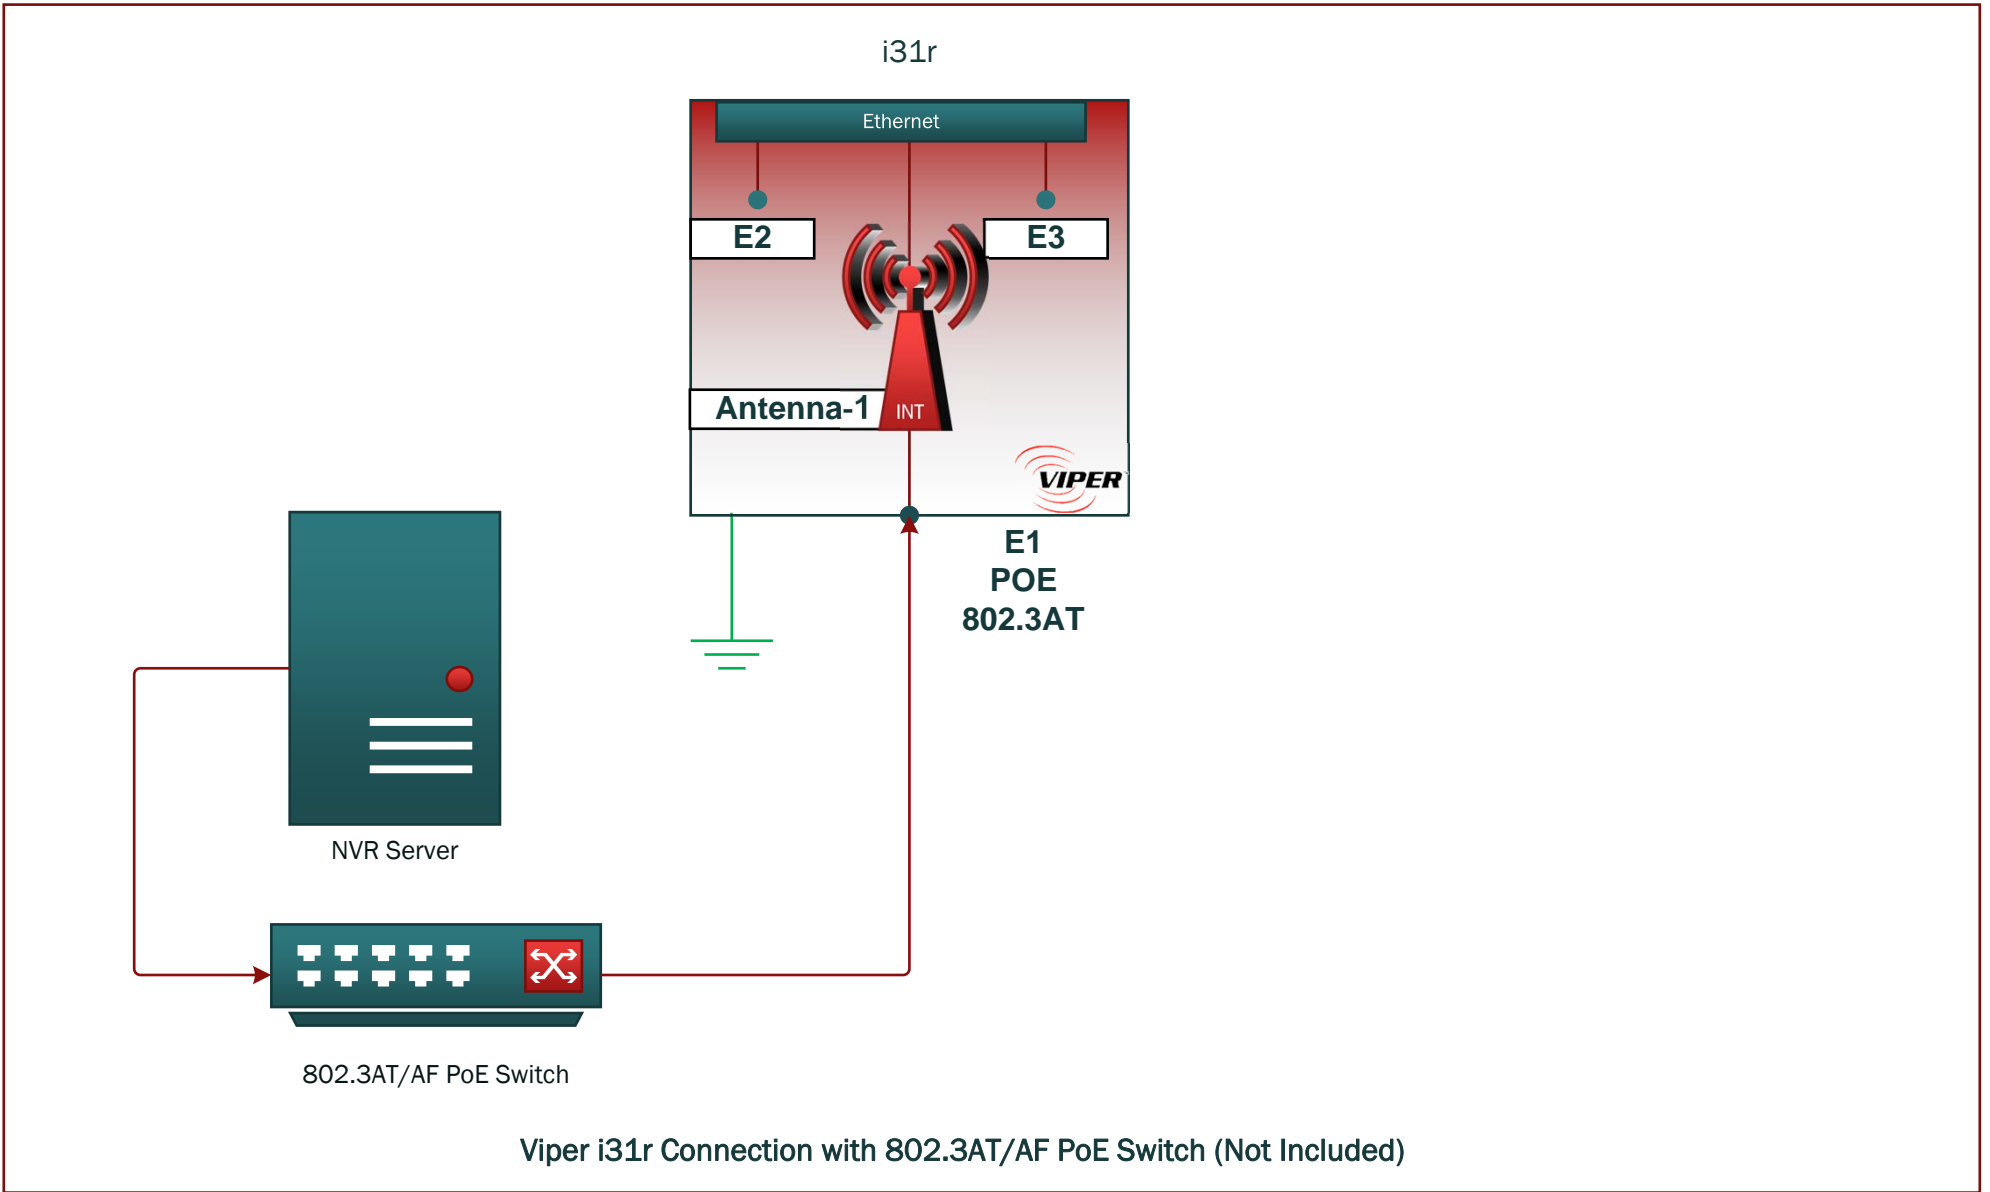 i31r
Ethernet
E2
E3
Antenna-1
INT
VIPER
E1
POE
802.3AT
NVR Server
802.3AT/AF PoE Switch
Viper i31r Connection with 802.3AT/AF PoE Switch (Not Included)